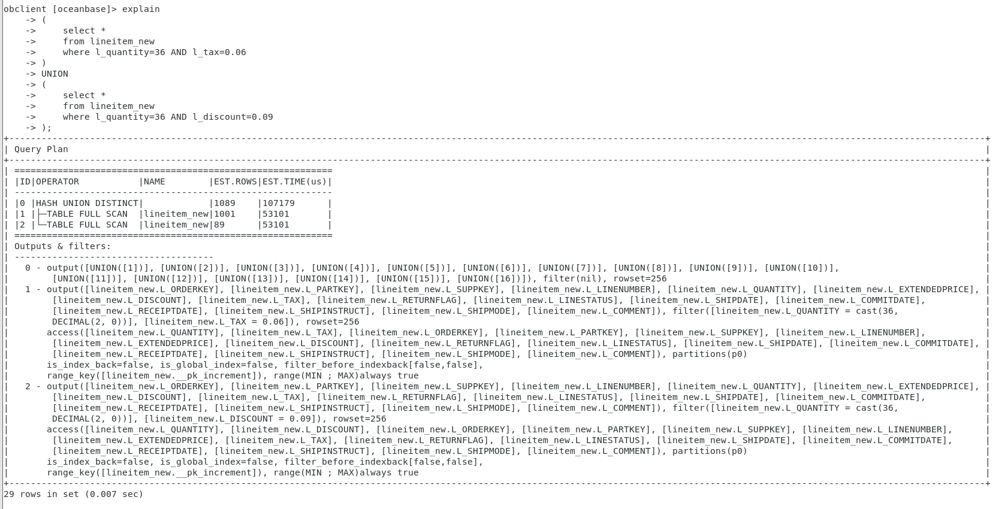 obclient [oceanbase]> explain
    -> (
    ->     select *
    ->     from lineitem_new
    ->     where l_quantity=36 AND l_tax=0.06
    -> )
    -> UNION
    -> (
    ->     select *
    ->     from lineitem_new
    ->     where l_quantity=36 AND l_discount=0.09
    -> );
+-----------------------------------------------------------------------------------------------------------------------------------------------------------------------------------+
| Query Plan |
+-----------------------------------------------------------------------------------------------------------------------------------------------------------------------------------+
| =========================================================== |
| |ID|OPERATOR           |NAME        |EST.ROWS|EST.TIME(us)| |
| ----------------------------------------------------------- |
| |0 |HASH UNION DISTINCT|            |1089    |107179      | |
| |1 |├─TABLE FULL SCAN  |lineitem_new|1001    |53101       | |
| |2 |└─TABLE FULL SCAN  |lineitem_new|89      |53101       | |
| =========================================================== |
| Outputs & filters: |
| ------------------------------------- |
|   0 - output([UNION([1])], [UNION([2])], [UNION([3])], [UNION([4])], [UNION([5])], [UNION([6])], [UNION([7])], [UNION([8])], [UNION([9])], [UNION([10])], |
|        [UNION([11])], [UNION([12])], [UNION([13])], [UNION([14])], [UNION([15])], [UNION([16])]), filter(nil), rowset=256 |
|   1 - output([lineitem_new.L_ORDERKEY], [lineitem_new.L_PARTKEY], [lineitem_new.L_SUPPKEY], [lineitem_new.L_LINENUMBER], [lineitem_new.L_QUANTITY], [lineitem_new.L_EXTENDEDPRICE], |
|        [lineitem_new.L_DISCOUNT], [lineitem_new.L_TAX], [lineitem_new.L_RETURNFLAG], [lineitem_new.L_LINESTATUS], [lineitem_new.L_SHIPDATE], [lineitem_new.L_COMMITDATE], |
|        [lineitem_new.L_RECEIPTDATE], [lineitem_new.L_SHIPINSTRUCT], [lineitem_new.L_SHIPMODE], [lineitem_new.L_COMMENT]), filter([lineitem_new.L_QUANTITY = cast(36, |
|        DECIMAL(2, 0))], [lineitem_new.L_TAX = 0.06]), rowset=256 |
|       access([lineitem_new.L_QUANTITY], [lineitem_new.L_TAX], [lineitem_new.L_ORDERKEY], [lineitem_new.L_PARTKEY], [lineitem_new.L_SUPPKEY], [lineitem_new.L_LINENUMBER], |
|        [lineitem_new.L_EXTENDEDPRICE], [lineitem_new.L_DISCOUNT], [lineitem_new.L_RETURNFLAG], [lineitem_new.L_LINESTATUS], [lineitem_new.L_SHIPDATE], [lineitem_new.L_COMMITDATE], |
|        [lineitem_new.L_RECEIPTDATE], [lineitem_new.L_SHIPINSTRUCT], [lineitem_new.L_SHIPMODE], [lineitem_new.L_COMMENT]), partitions(p0) |
|       is_index_back=false, is_global_index=false, filter_before_indexback[false,false], |
|       range_key([lineitem_new.__pk_increment]), range(MIN ; MAX)always true |
|   2 - output([lineitem_new.L_ORDERKEY], [lineitem_new.L_PARTKEY], [lineitem_new.L_SUPPKEY], [lineitem_new.L_LINENUMBER], [lineitem_new.L_QUANTITY], [lineitem_new.L_EXTENDEDPRICE], |
|        [lineitem_new.L_DISCOUNT], [lineitem_new.L_TAX], [lineitem_new.L_RETURNFLAG], [lineitem_new.L_LINESTATUS], [lineitem_new.L_SHIPDATE], [lineitem_new.L_COMMITDATE], |
|        [lineitem_new.L_RECEIPTDATE], [lineitem_new.L_SHIPINSTRUCT], [lineitem_new.L_SHIPMODE], [lineitem_new.L_COMMENT]), filter([lineitem_new.L_QUANTITY = cast(36, |
|        DECIMAL(2, 0))], [lineitem_new.L_DISCOUNT = 0.09]), rowset=256 |
|       access([lineitem_new.L_QUANTITY], [lineitem_new.L_DISCOUNT], [lineitem_new.L_ORDERKEY], [lineitem_new.L_PARTKEY], [lineitem_new.L_SUPPKEY], [lineitem_new.L_LINENUMBER], |
|        [lineitem_new.L_EXTENDEDPRICE], [lineitem_new.L_TAX], [lineitem_new.L_RETURNFLAG], [lineitem_new.L_LINESTATUS], [lineitem_new.L_SHIPDATE], [lineitem_new.L_COMMITDATE], |
|        [lineitem_new.L_RECEIPTDATE], [lineitem_new.L_SHIPINSTRUCT], [lineitem_new.L_SHIPMODE], [lineitem_new.L_COMMENT]), partitions(p0) |
|       is_index_back=false, is_global_index=false, filter_before_indexback[false,false], |
|       range_key([lineitem_new.__pk_increment]), range(MIN ; MAX)always true |
+-----------------------------------------------------------------------------------------------------------------------------------------------------------------------------------+
29 rows in set (0.007 sec)